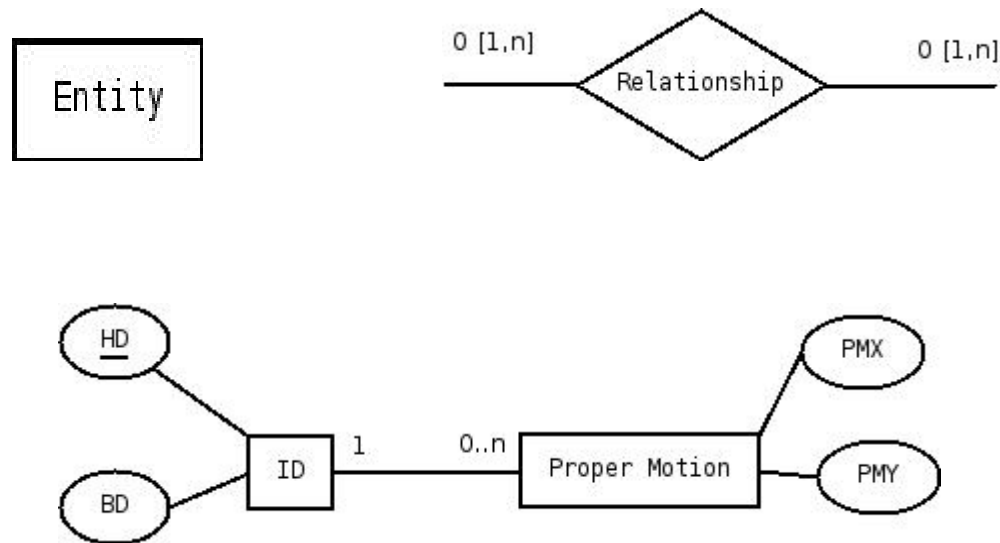 0 [1,n]
0 [1,n]
Entity
Relationship
HD
PMX
1
0..n
ID
Proper Motion
PMY
BD